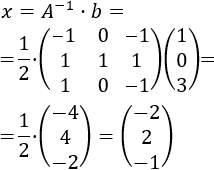 x = A⁻¹ · b =
= 1/2 · (-1 0 -1; 1 1 1; 1 0 -1) (1; 0; 3) =
= 1/2 · (-4; 4; -2) = (-2; 2; -1)